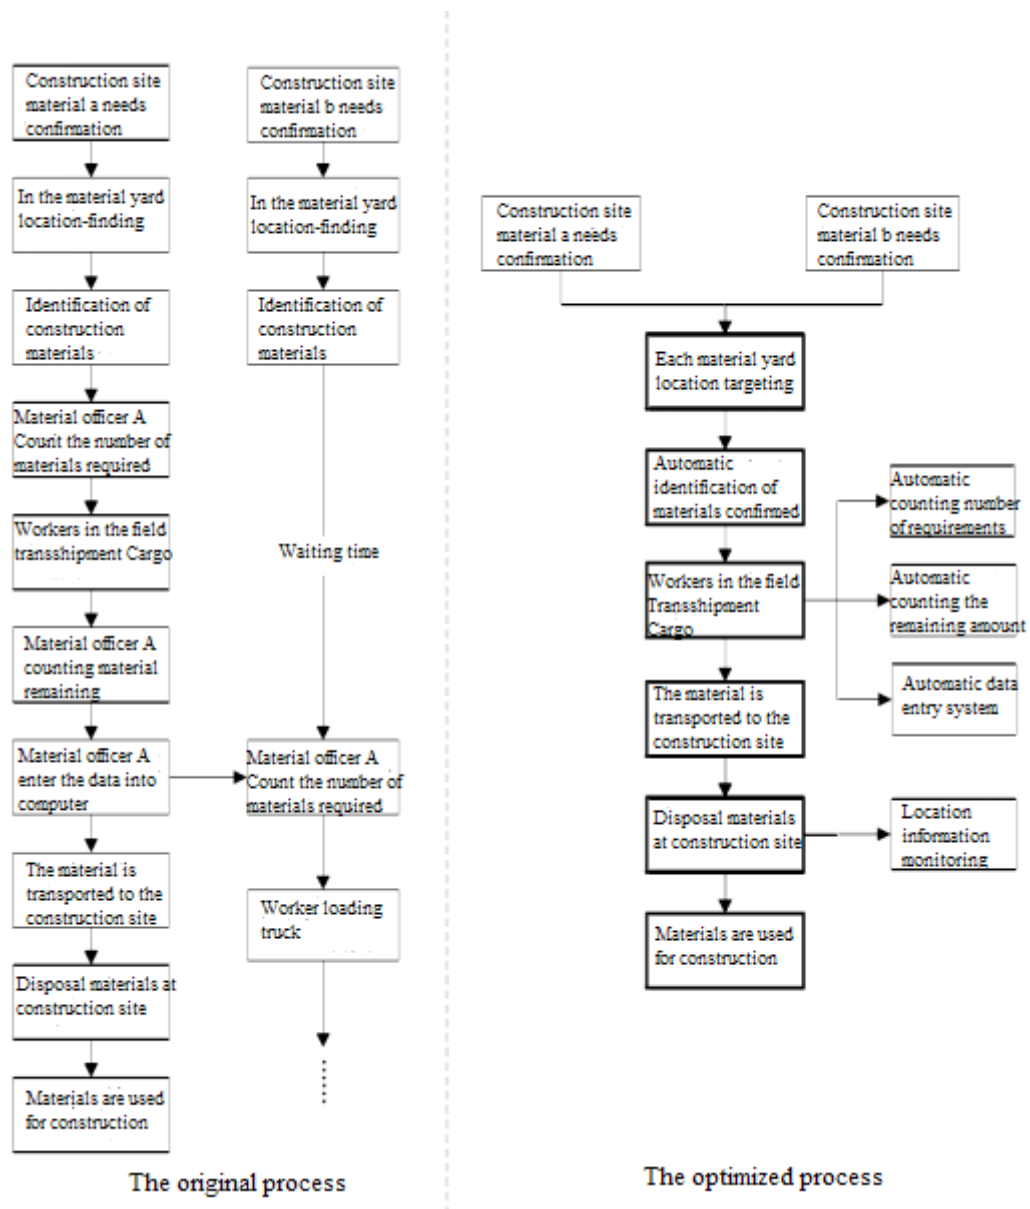 Construction site
material a needs
confirmation
In the material yard
location-finding
Identification of
construction
materials
Material officer A
Count the number of
materials required
Workers in the field
transshipment Cargo
Material officer A
counting material
remaining
Material officer A
enter the data into
computer
The material is
transported to the
construction site
Disposal materials at
construction site
Materials are used
for construction
Construction site
material b needs
confirmation
In the material yard
location-finding
Identification of
construction
materials
Waiting time
Material officer A
Count the number of
materials required
Worker loading
truck
......
The original process
Construction site
material a needs
confirmation
Construction site
material b needs
confirmation
Each material yard
location targeting
Automatic
identification of
materials confirmed
Workers in the field
Transshipment
Cargo
Automatic
counting number
of requirements
Automatic
counting the
remaining amount
Automatic data
entry system
The material is
transported to the
construction site
Disposal materials
at construction site
Location
information
monitoring
Materials are used
for construction
The optimized process